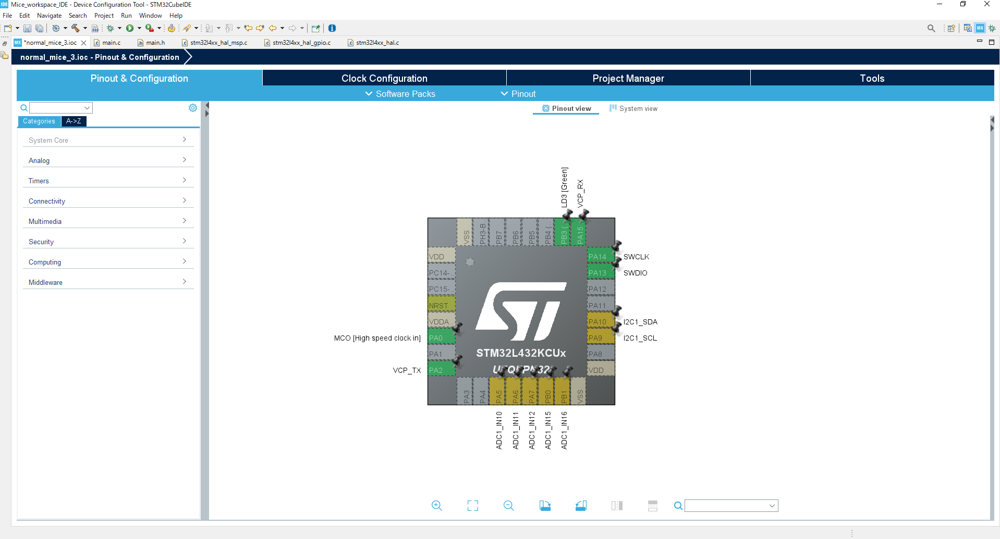 IDE Mice_workspace_IDE - Device Configuration Tool - STM32CubeIDE
File Edit Navigate Search Project Run Window Help
MX *normal_mice_3.ioc main.c main.h stm32l4xx_hal_msp.c stm32l4xx_hal_gpio.c stm32l4xx_hal.c
normal_mice_3.ioc - Pinout & Configuration
Pinout & Configuration Clock Configuration Project Manager Tools
Software Packs Pinout
Pinout view System view
Categories A->Z
System Core
Analog
Timers
Connectivity
Multimedia
Security
Computing
Middleware
LD3 [Green]
VCP_RX
VSS
PH3-B..
PB7
PB6
PB5
PB4 (..
PB3 (..
PA15 ..
VDD
PC14-..
PC15-..
NRST
VDDA..
MCO [High speed clock in] PA0
PA1
VCP_TX PA2
PA14 .. SWCLK
PA13 .. SWDIO
PA12
PA11
PA10 I2C1_SDA
PA9 I2C1_SCL
PA8
VDD
ST
STM32L432KCUx
UFQFPN32
PA3
PA4
PA5
PA6
PA7
PB0
PB1
VSS
ADC1_IN10
ADC1_IN11
ADC1_IN12
ADC1_IN15
ADC1_IN16